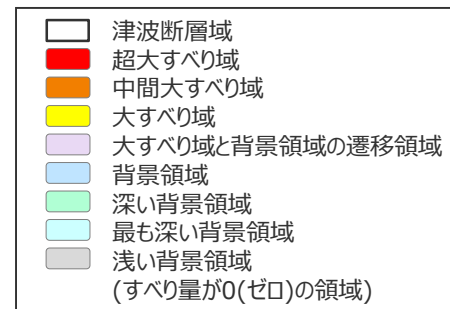 津波断層域
超大すべり域
中間大すべり域
大すべり域
大すべり域と背景領域の遷移領域
背景領域
深い背景領域
最も深い背景領域
浅い背景領域
(すべり量が0(ゼロ)の領域)